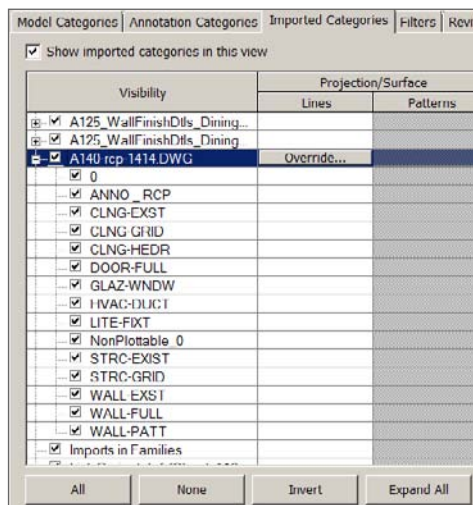 Model Categories Annotation Categories Imported Categories Filters Revi
Show imported categories in this view
Visibility
Projection/Surface
Lines Patterns
A125_WallFinishDtls_Dining...
A125_WallFinishDtls_Dining
A140-rcp-1414.DWG Override...
0
ANNO_RCP
CLNG-EXST
CLNG GRID
CLNG-HEDR
DOOR-FULL
GLAZ-WNDW
HVAC-DUCT
LITE-FIXT
NonPlottable_0
STRC-EXIST
STRC-GRID
WALL EXST
WALL-FULL
WALL-PATT
Imports in Families
All None Invert Expand All